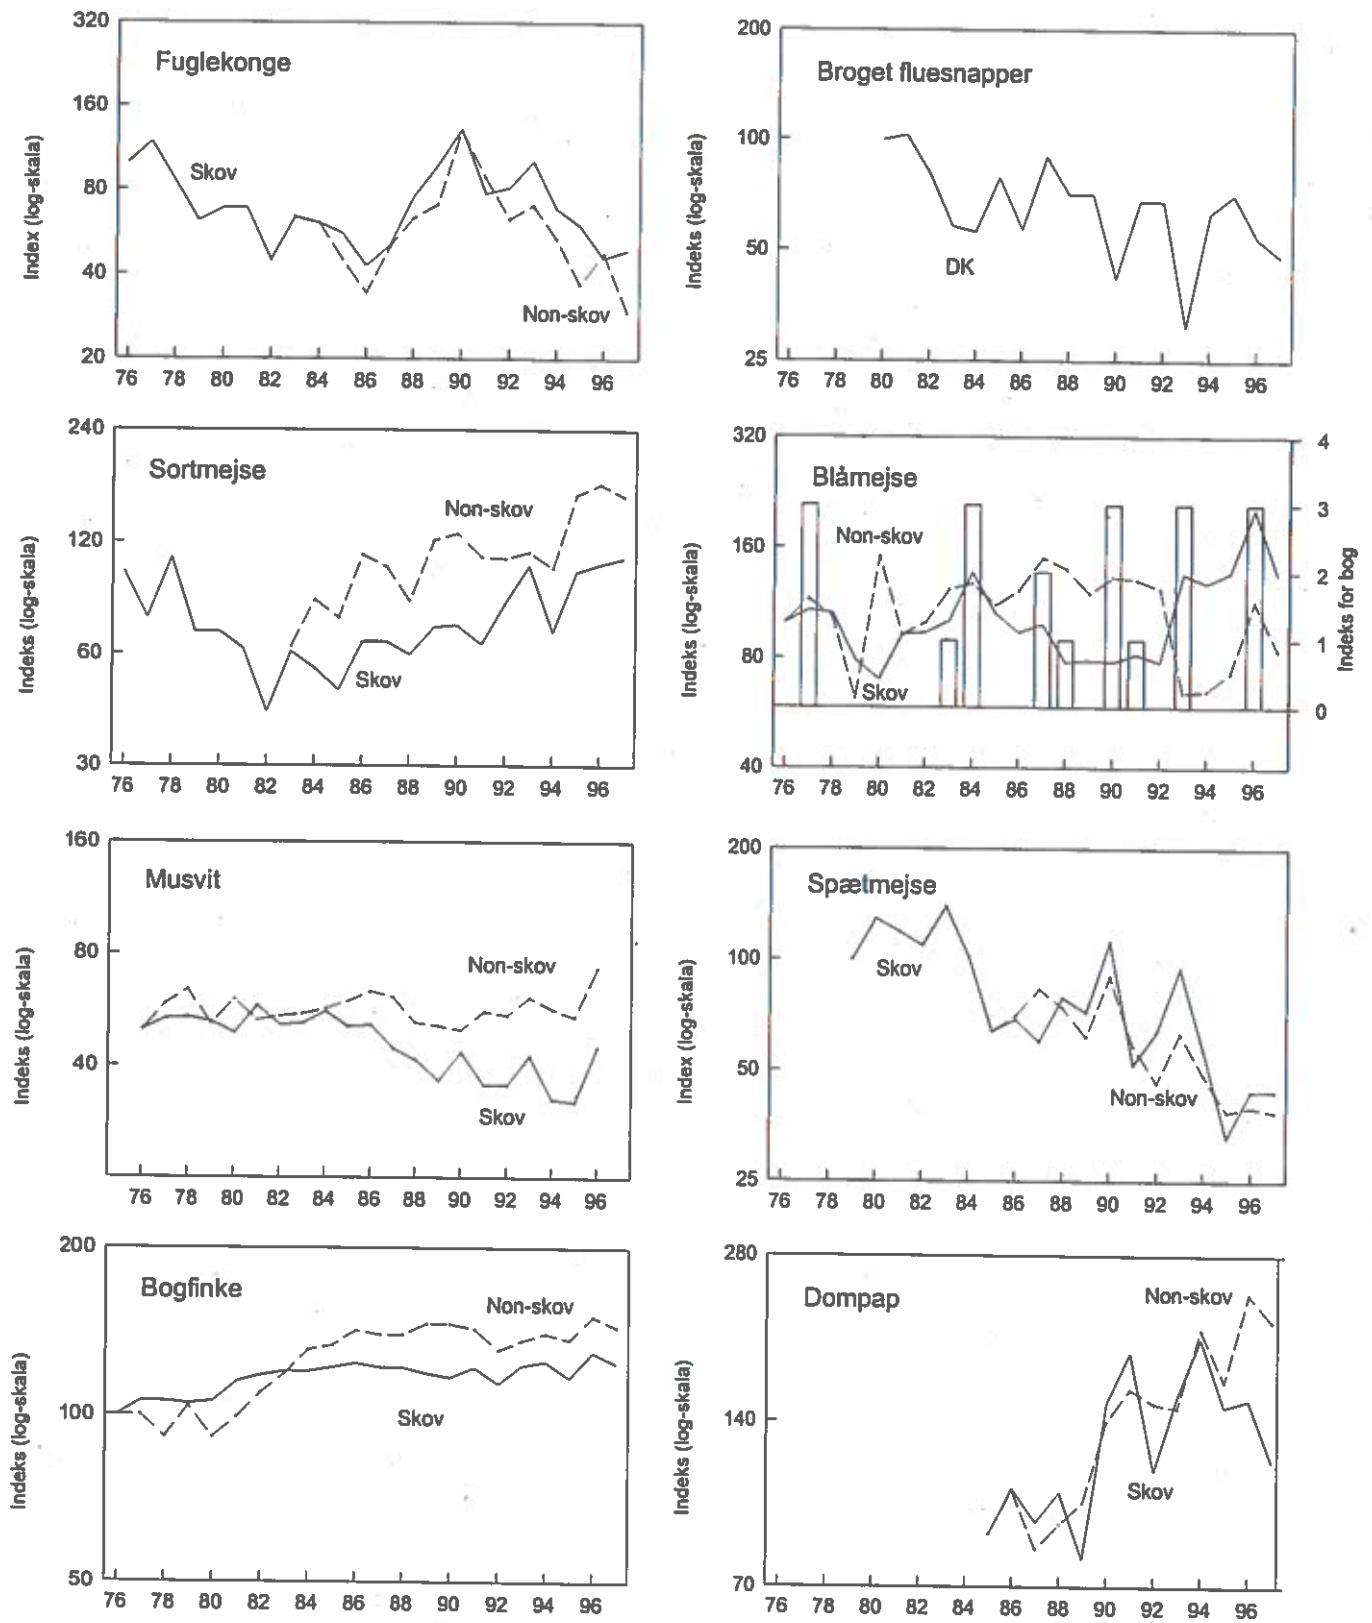 Fuglekonge
Index (log-skala)
320
160
80
40
20
Skov
Non-skov
76 78 80 82 84 86 88 90 92 94 96
Broget fluesnapper
Indeks (log-skala)
200
100
50
25
DK
76 78 80 82 84 86 88 90 92 94 96
Sortmejse
Indeks (log-skala)
240
120
60
30
Non-skov
Skov
76 78 80 82 84 86 88 90 92 94 96
Blåmejse
Indeks (log-skala)
320
160
80
40
Non-skov
Skov
4
3
2
1
0
Indeks for bog
76 78 80 82 84 86 88 90 92 94 96
Musvit
Indeks (log-skala)
160
80
40
Non-skov
Skov
76 78 80 82 84 86 88 90 92 94 96
Spætmejse
Index (log-skala)
200
100
50
25
Skov
Non-skov
76 78 80 82 84 86 88 90 92 94 96
Bogfinke
Indeks (log-skala)
200
100
50
Non-skov
Skov
76 78 80 82 84 86 88 90 92 94 96
Dompap
Indeks (log-skala)
280
140
70
Non-skov
Skov
76 78 80 82 84 86 88 90 92 94 96